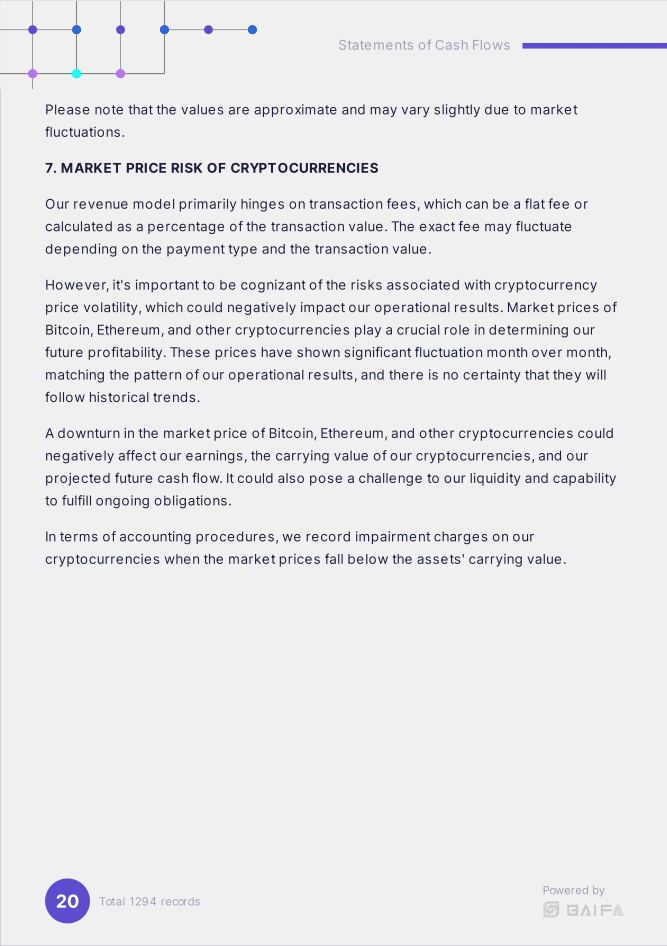 Statements of Cash Flows
Please note that the values are approximate and may vary slightly due to market
fluctuations.
7. MARKET PRICE RISK OF CRYPTOCURRENCIES
Our revenue model primarily hinges on transaction fees, which can be a flat fee or
calculated as a percentage of the transaction value. The exact fee may fluctuate
depending on the payment type and the transaction value.
However, it's important to be cognizant of the risks associated with cryptocurrency
price volatility, which could negatively impact our operational results. Market prices of
Bitcoin, Ethereum, and other cryptocurrencies play a crucial role in determining our
future profitability. These prices have shown significant fluctuation month over month,
matching the pattern of our operational results, and there is no certainty that they will
follow historical trends.
A downturn in the market price of Bitcoin, Ethereum, and other cryptocurrencies could
negatively affect our earnings, the carrying value of our cryptocurrencies, and our
projected future cash flow. It could also pose a challenge to our liquidity and capability
to fulfill ongoing obligations.
In terms of accounting procedures, we record impairment charges on our
cryptocurrencies when the market prices fall below the assets' carrying value.
20 Total 1294 records
Powered by
BAIFA